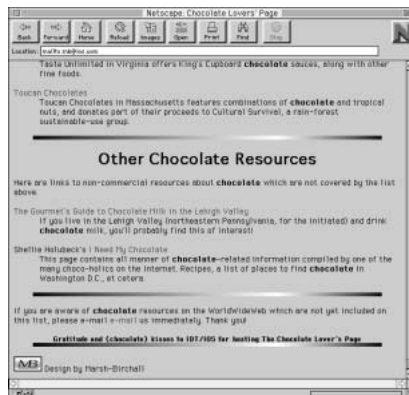 Netscape: Chocolate Lovers' Page
Back Forward Home Reload Images Open Print Find Stop
Location:
Taste Unlimited in Virginia offers King's Cupboard chocolate sauces, along with other
fine foods.
Toucan Chocolates
Toucan Chocolates in Massachusetts features combinations of chocolate and tropical
nuts, and donates part of their proceeds to Cultural Survival, a rain-forest
sustainable-use group.
Other Chocolate Resources
Here are links to non-commercial resources about chocolate which are not covered by the list
above.
The Gourmet's Guide to Chocolate Milk in the Lehigh Valley
If you live in the Lehigh Valley (northeastern Pennsylvania, for the initiated) and drink
chocolate milk, you'll probably find this of interest!
Shellie Holubeck's I Need My Chocolate
This page contains all manner of chocolate-related information compiled by one of the
many choco-holics on the Internet. Recipes, a list of places to find chocolate in
Washington D.C., et cetera.
If you are aware of chocolate resources on the WorldWideWeb which are not yet included on
this list, please e-mail e-mail us immediately. Thank you!
Gratitude and (chocolate) kisses to IDT/IOS for hosting The Chocolate Lover's Page
MB Design by Marsh-Birchall